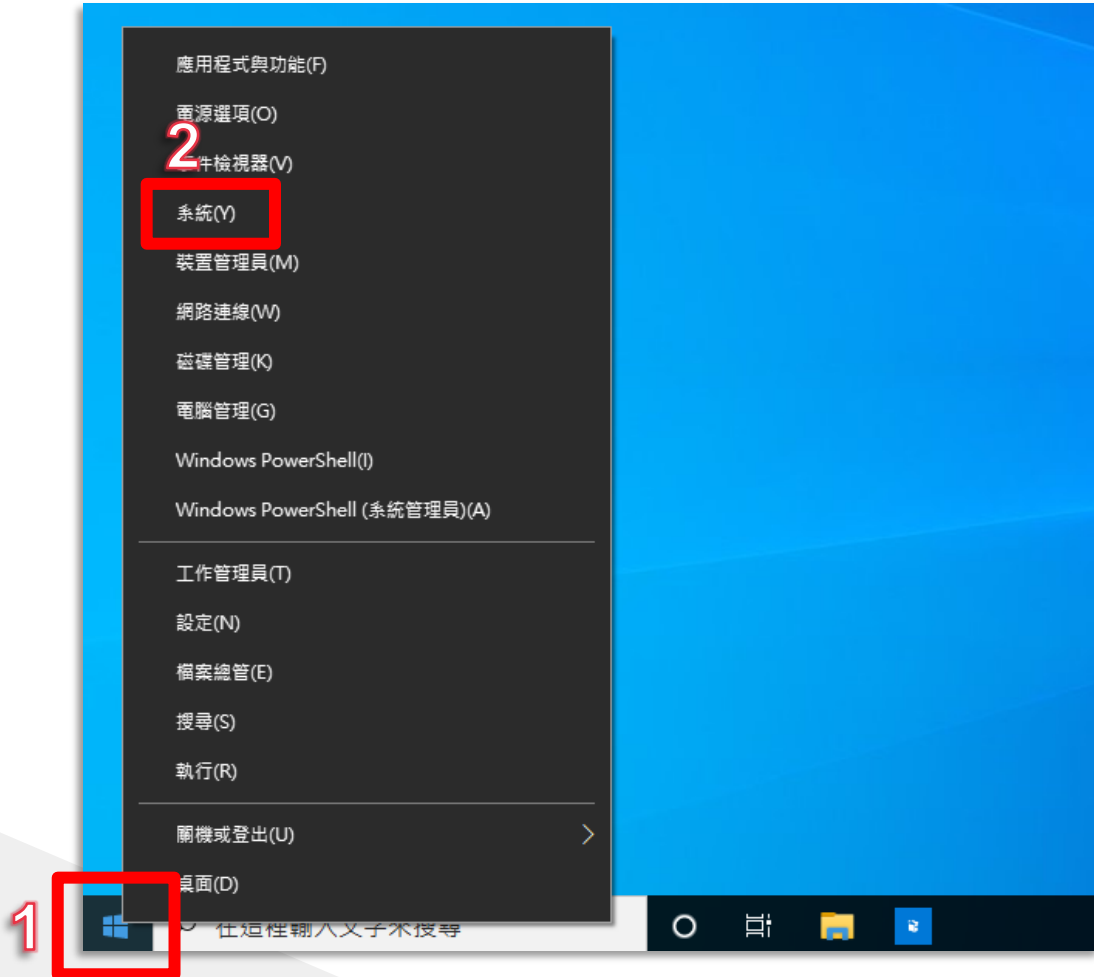 應用程式與功能(F)
電源選項(O)
2
件檢視器(V)
系統(Y)
裝置管理員(M)
網路連線(W)
磁碟管理(K)
電腦管理(G)
Windows PowerShell(I)
Windows PowerShell (系統管理員)(A)
工作管理員(T)
設定(N)
檔案總管(E)
搜尋(S)
執行(R)
關機或登出(U)
桌面(D)
1
在這裡輸入文字來搜尋